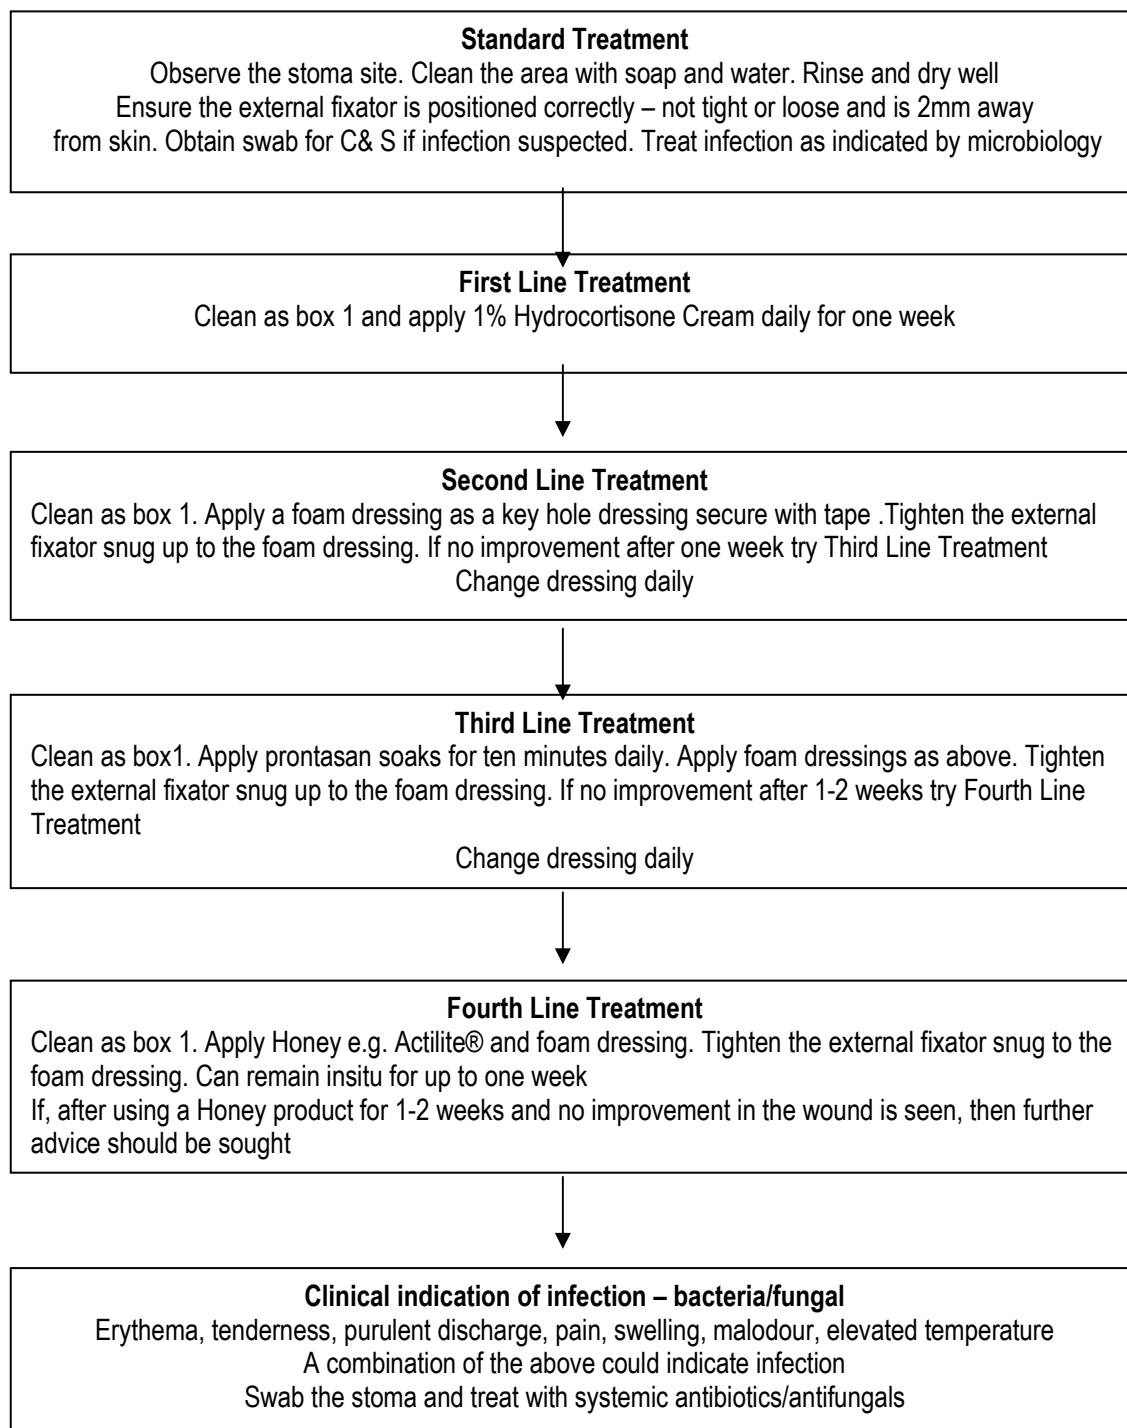 Standard Treatment
Observe the stoma site. Clean the area with soap and water. Rinse and dry well
Ensure the external fixator is positioned correctly – not tight or loose and is 2mm away
from skin. Obtain swab for C& S if infection suspected. Treat infection as indicated by microbiology
First Line Treatment
Clean as box 1 and apply 1% Hydrocortisone Cream daily for one week
Second Line Treatment
Clean as box 1. Apply a foam dressing as a key hole dressing secure with tape .Tighten the external
fixator snug up to the foam dressing. If no improvement after one week try Third Line Treatment
Change dressing daily
Third Line Treatment
Clean as box1. Apply prontasan soaks for ten minutes daily. Apply foam dressings as above. Tighten
the external fixator snug up to the foam dressing. If no improvement after 1-2 weeks try Fourth Line
Treatment
Change dressing daily
Fourth Line Treatment
Clean as box 1. Apply Honey e.g. Actilite® and foam dressing. Tighten the external fixator snug to the
foam dressing. Can remain insitu for up to one week
If, after using a Honey product for 1-2 weeks and no improvement in the wound is seen, then further
advice should be sought
Clinical indication of infection – bacteria/fungal
Erythema, tenderness, purulent discharge, pain, swelling, malodour, elevated temperature
A combination of the above could indicate infection
Swab the stoma and treat with systemic antibiotics/antifungals